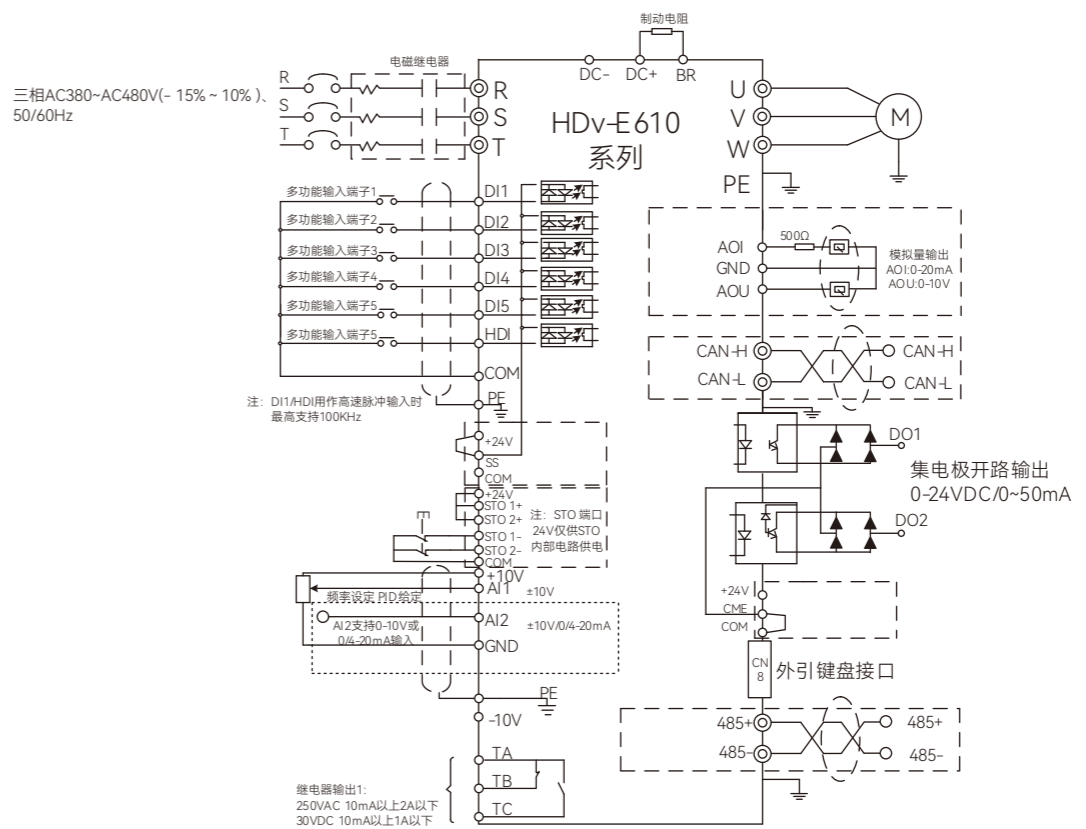 制动电阻
电磁继电器
DC-
DC+
BR
R
S
T
三相AC380~AC480V(- 15% ~ 10% )、
50/60Hz
R
S
T
HDv-E610
系列
U
V
W
M
PE
多功能输入端子1
DI1
多功能输入端子2
DI2
多功能输入端子3
DI3
多功能输入端子4
DI4
多功能输入端子5
DI5
多功能输入端子5
HDI
COM
PE
注：DI1/HDI用作高速脉冲输入时
最高支持100KHz
+24V
SS
COM
+24V
STO 1+
STO 2+
STO 1-
STO 2-
COM
注：STO 端口
24V仅供STO
内部电路供电
E
+10V
AI1
±10V
频率设定 PID给定
AI2支持0-10V或
0/4-20mA输入
AI2
±10V/0/4-20mA
GND
PE
-10V
TA
TB
TC
继电器输出1:
250VAC 10mA以上2A以下
30VDC 10mA以上1A以下
AOI
500Ω
GND
AOU
模拟量输出
AOI:0-20mA
AOU:0-10V
CAN-H
CAN-L
CAN-H
CAN-L
DO1
集电极开路输出
0-24VDC/0~50mA
DO2
+24V
CME
COM
CN
8
外引键盘接口
485+
485-
485+
485-